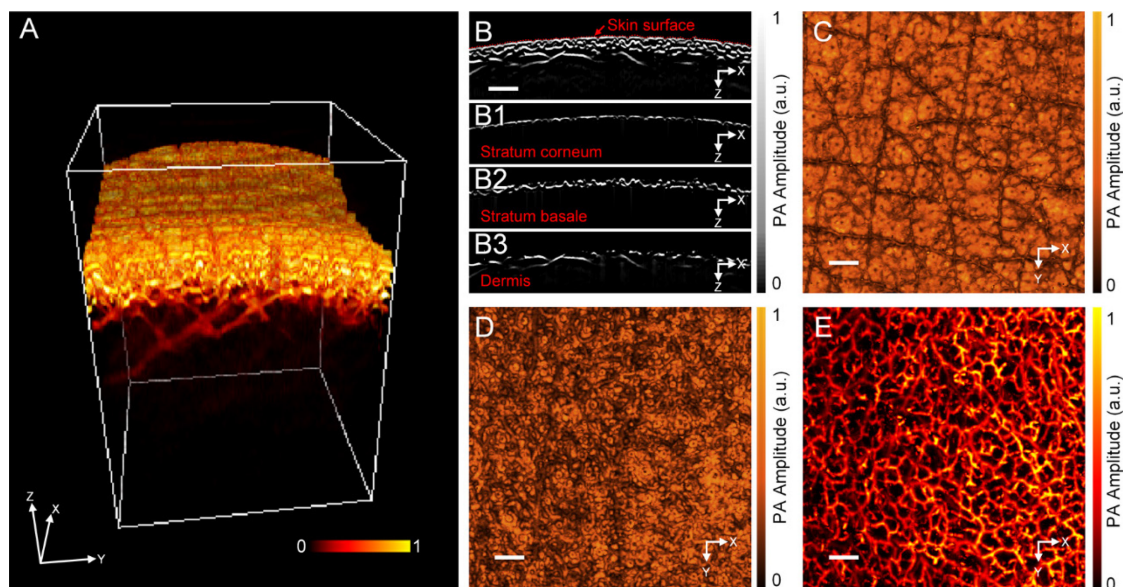 A
Z
X
Y
0
1
B
Skin surface
X
Z
B1
Stratum corneum
X
Z
B2
Stratum basale
X
Z
B3
Dermis
X
Z
1
PA Amplitude (a.u.)
0
C
X
Y
1
PA Amplitude (a.u.)
0
D
X
Y
1
PA Amplitude (a.u.)
0
E
X
Y
1
PA Amplitude (a.u.)
0